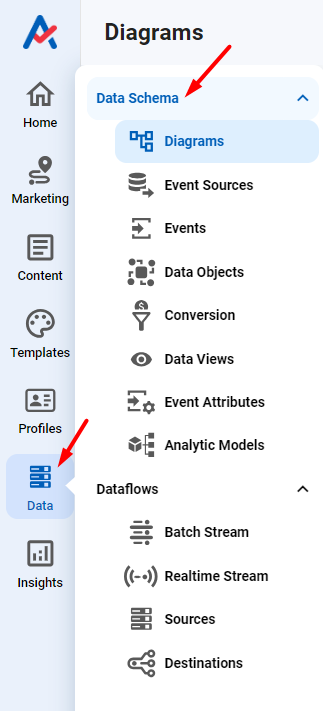 Diagrams
Home
Marketing
Content
Templates
Profiles
Data
Insights
Data Schema
Diagrams
Event Sources
Events
Data Objects
Conversion
Data Views
Event Attributes
Analytic Models
Dataflows
Batch Stream
Realtime Stream
Sources
Destinations